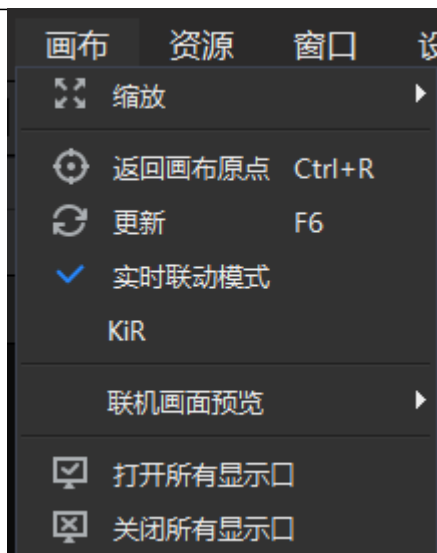 画布 资源 窗口
缩放
返回画布原点 Ctrl+R
更新 F6
实时联动模式
KiR
联机画面预览
打开所有显示口
关闭所有显示口